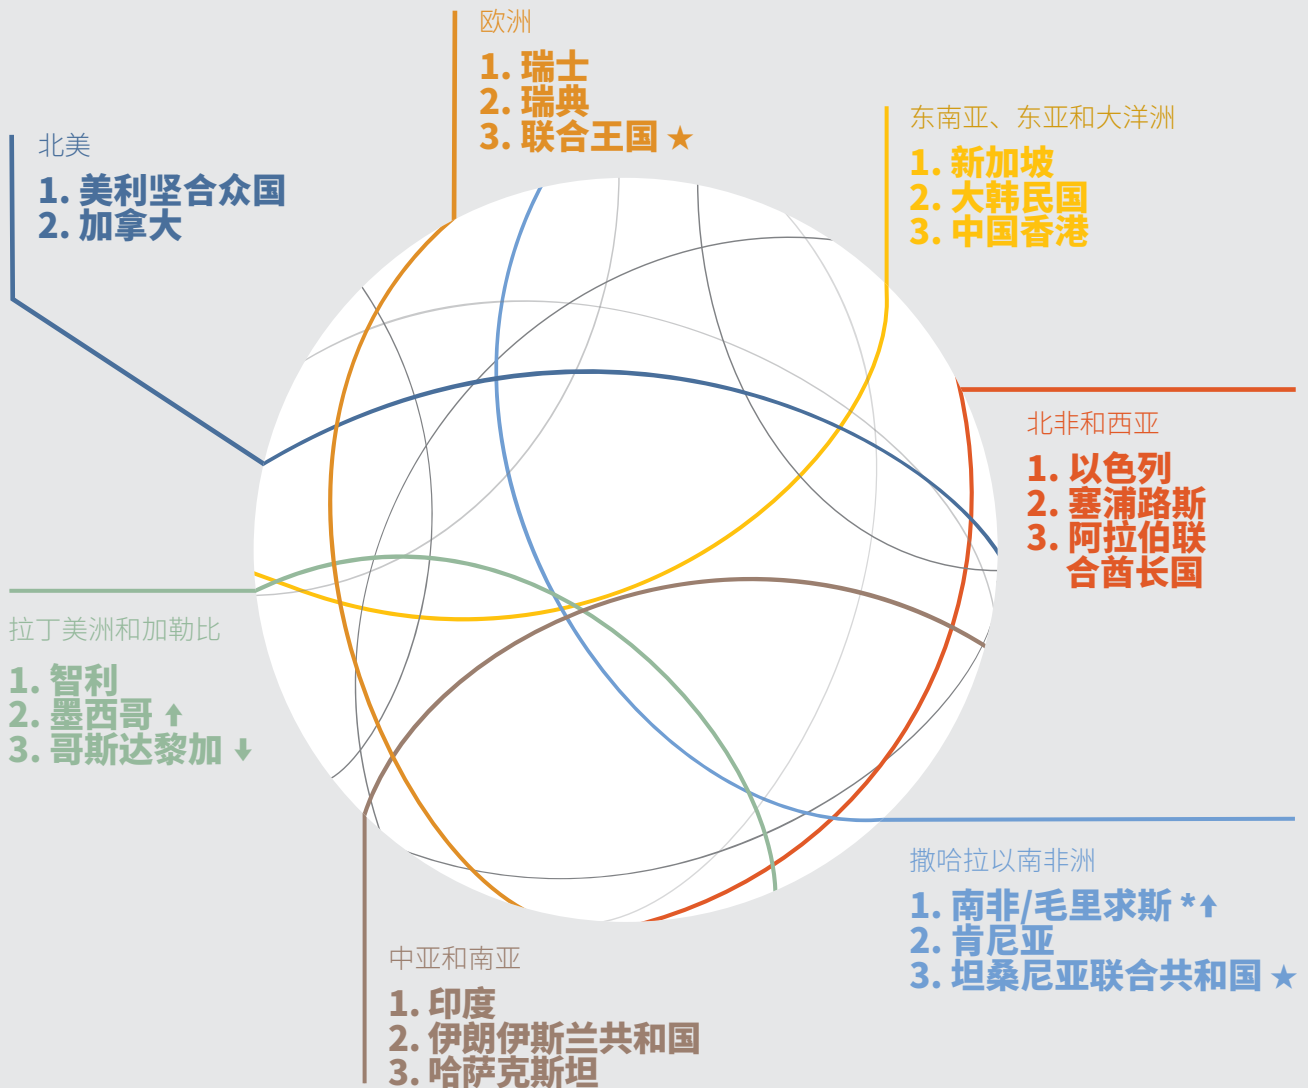 欧洲
1. 瑞士
2. 瑞典
3. 联合王国 ★
北美
1. 美利坚合众国
2. 加拿大
东南亚、东亚和大洋洲
1. 新加坡
2. 大韩民国
3. 中国香港
北非和西亚
1. 以色列
2. 塞浦路斯
3. 阿拉伯联
合酋长国
拉丁美洲和加勒比
1. 智利
2. 墨西哥 ⬆
3. 哥斯达黎加 ⬇
撒哈拉以南非洲
1. 南非/毛里求斯 *⬆
2. 肯尼亚
3. 坦桑尼亚联合共和国 ★
中亚和南亚
1. 印度
2. 伊朗伊斯兰共和国
3. 哈萨克斯坦